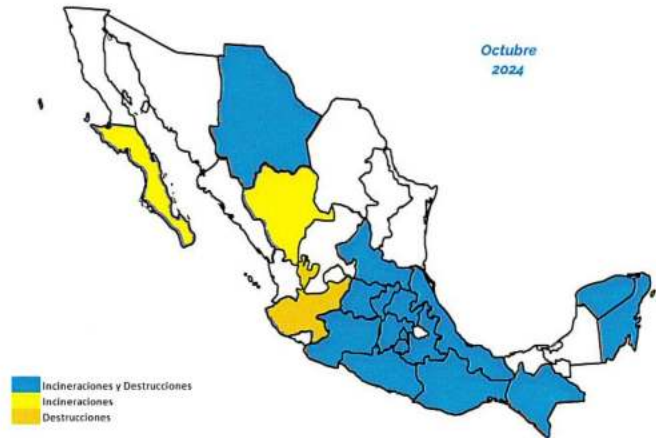 Octubre
2024
Incineraciones y Destrucciones
Incineraciones
Destrucciones